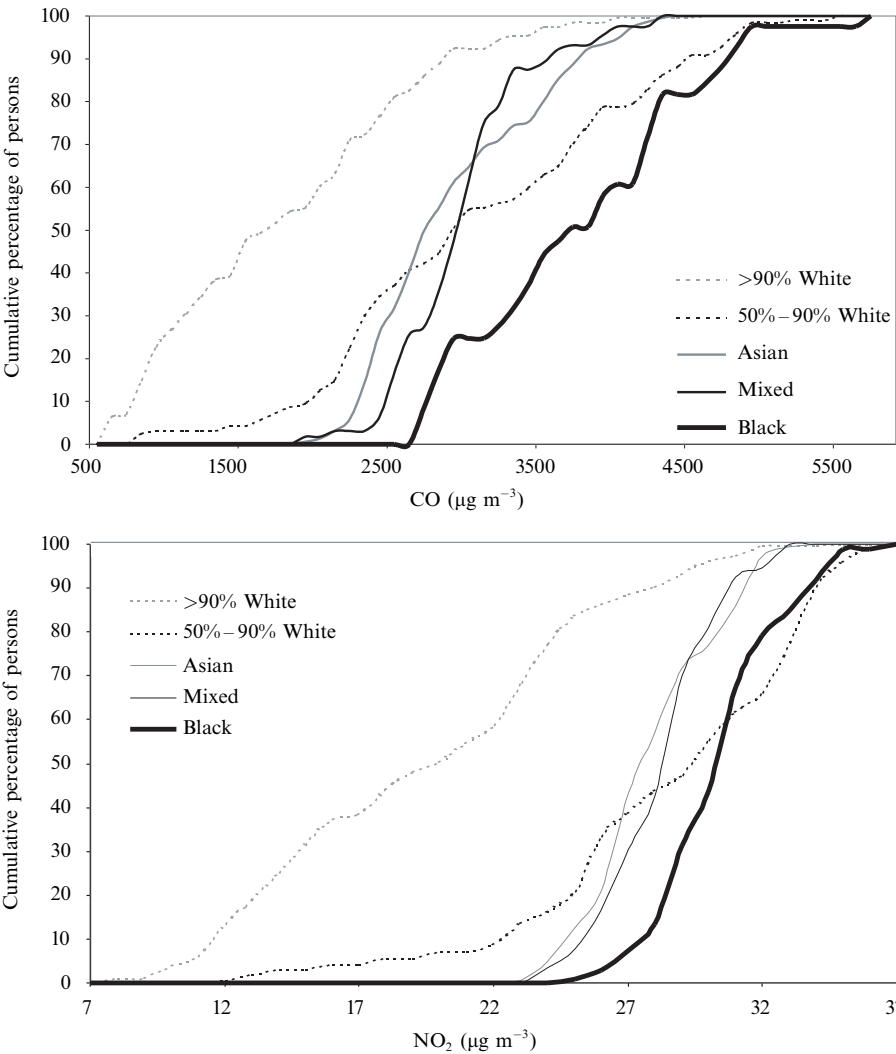 Cumulative percentage of persons
100
90
80
70
60
50
40
30
20
10
0
500 1500 2500 3500 4500 5500
CO (μg m⁻³)
>90% White
50%–90% White
Asian
Mixed
Black
Cumulative percentage of persons
100
90
80
70
60
50
40
30
20
10
0
7 12 17 22 27 32 3
NO₂ (μg m⁻³)
>90% White
50%–90% White
Asian
Mixed
Black